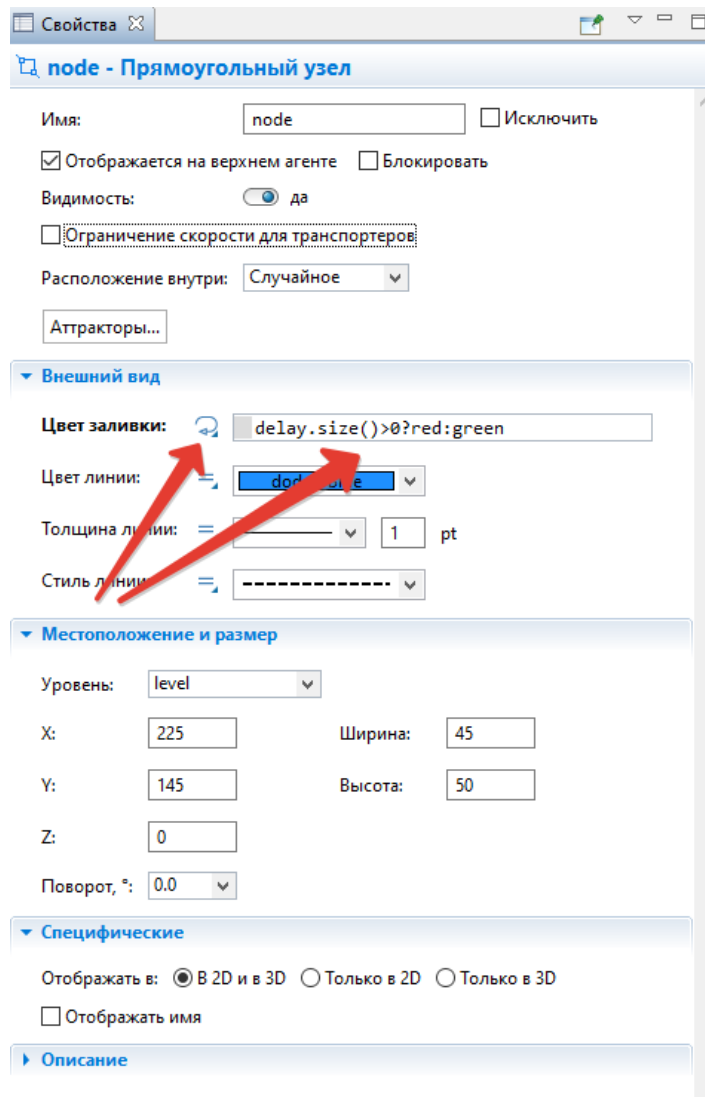 Свойства
node - Прямоугольный узел
Имя: node Исключить
Отображается на верхнем агенте Блокировать
Видимость: да
Ограничение скорости для транспортеров
Расположение внутри: Случайное
Аттракторы...
Внешний вид
Цвет заливки: delay.size()>0?red:green
Цвет линии:
Толщина линии: 1 pt
Стиль линии
Местоположение и размер
Уровень: level
X: 225 Ширина: 45
Y: 145 Высота: 50
Z: 0
Поворот, °: 0.0
Специфические
Отображать в: В 2D и в 3D Только в 2D Только в 3D
Отображать имя
Описание